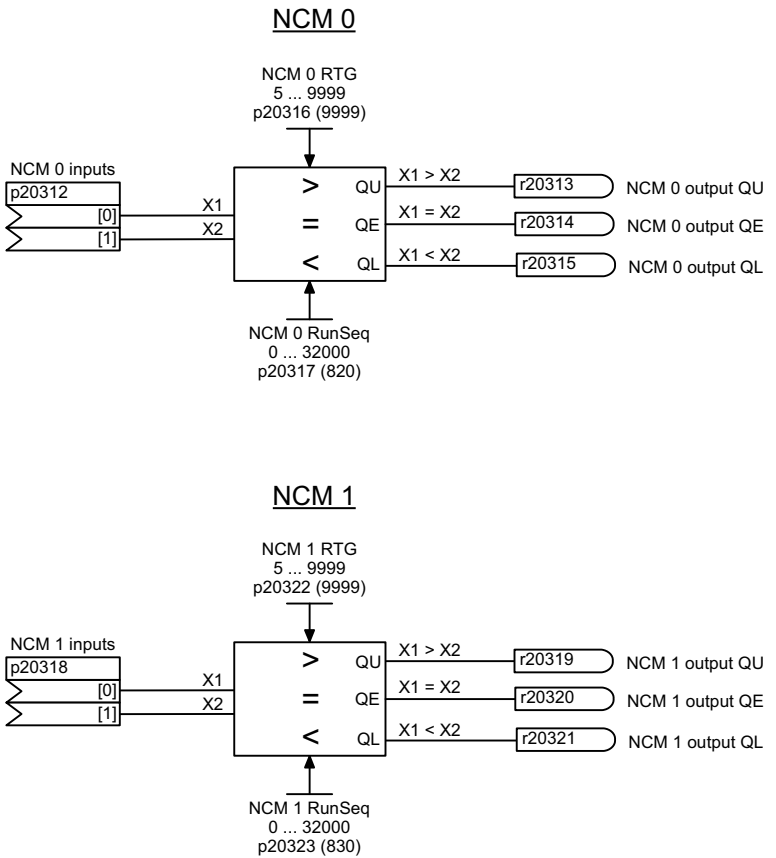 NCM 0
NCM 0 RTG
5 ... 9999
p20316 (9999)
NCM 0 inputs
p20312
[0]
[1]
X1
X2
>
=
<
QU
QE
QL
X1 > X2
X1 = X2
X1 < X2
r20313
r20314
r20315
NCM 0 output QU
NCM 0 output QE
NCM 0 output QL
NCM 0 RunSeq
0 ... 32000
p20317 (820)
NCM 1
NCM 1 RTG
5 ... 9999
p20322 (9999)
NCM 1 inputs
p20318
[0]
[1]
X1
X2
>
=
<
QU
QE
QL
X1 > X2
X1 = X2
X1 < X2
r20319
r20320
r20321
NCM 1 output QU
NCM 1 output QE
NCM 1 output QL
NCM 1 RunSeq
0 ... 32000
p20323 (830)